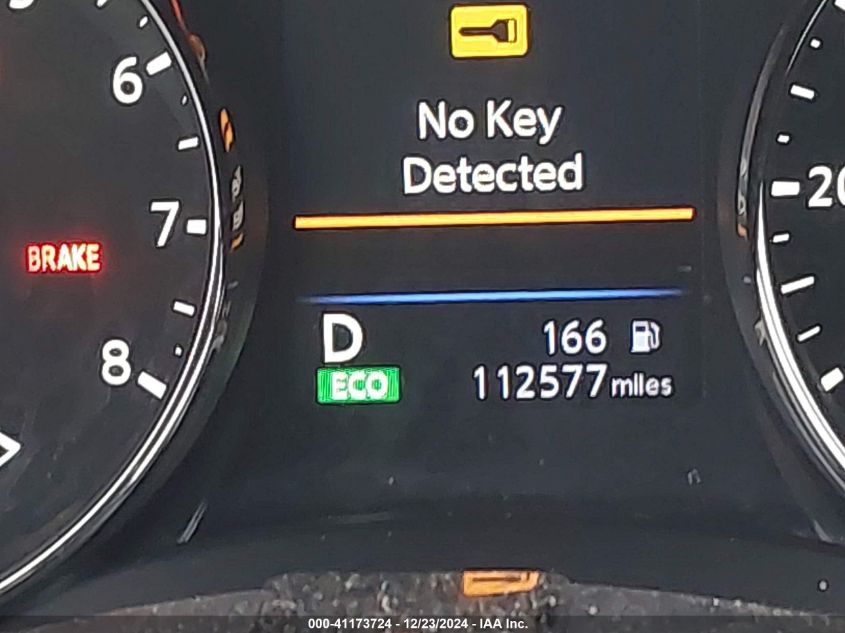 6
7
8
BRAKE
No Key
Detected
20
D
166
ECO
112577 miles
000-41173724 - 12/23/2024 - IAA Inc.